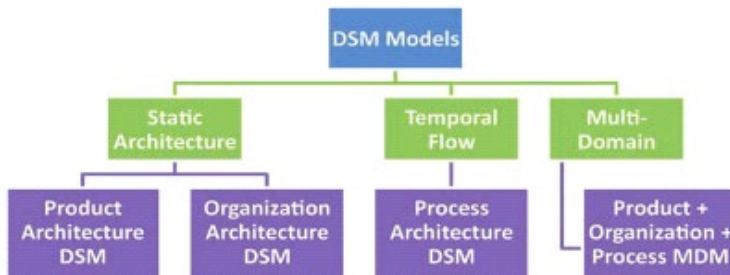 DSM Models
Static
Architecture
Temporal
Flow
Multi-
Domain
Product
Architecture
DSM
Organization
Architecture
DSM
Process
Architecture
DSM
Product +
Organization +
Process MDM